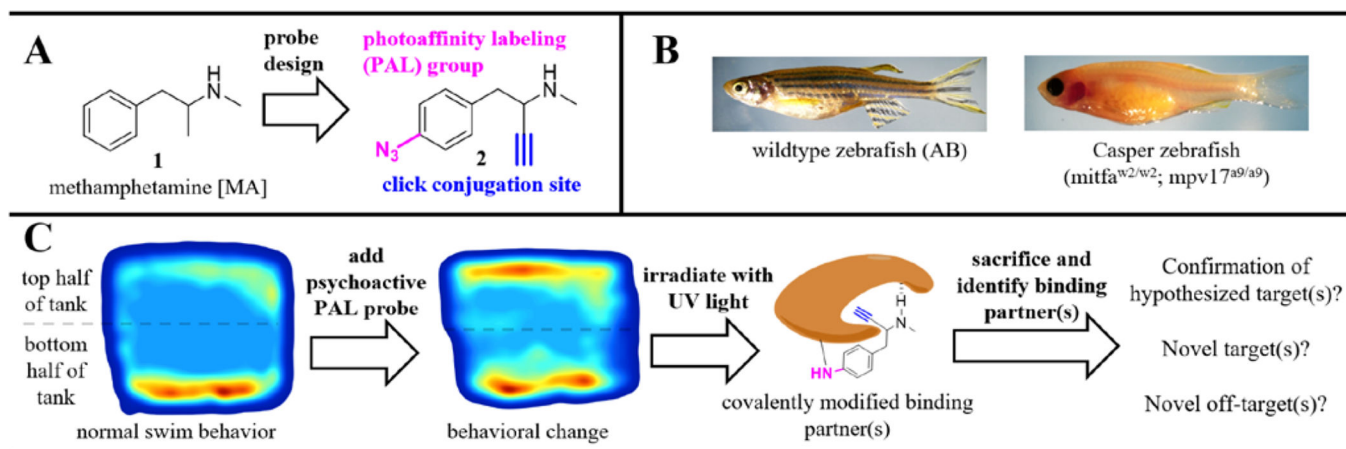 A
probe
design
H
N
1
methamphetamine [MA]
photoaffinity labeling
(PAL) group
H
N
N3
2
click conjugation site
B
wildtype zebrafish (AB)
Casper zebrafish
(mitfaw2/w2; mpv17a9/a9)
C
top half
of tank
bottom
half of
tank
normal swim behavior
add
psychoactive
PAL probe
behavioral change
irradiate with
UV light
H
N
HN
covalently modified binding
partner(s)
sacrifice and
identify binding
partner(s)
Confirmation of
hypothesized target(s)?
Novel target(s)?
Novel off-target(s)?